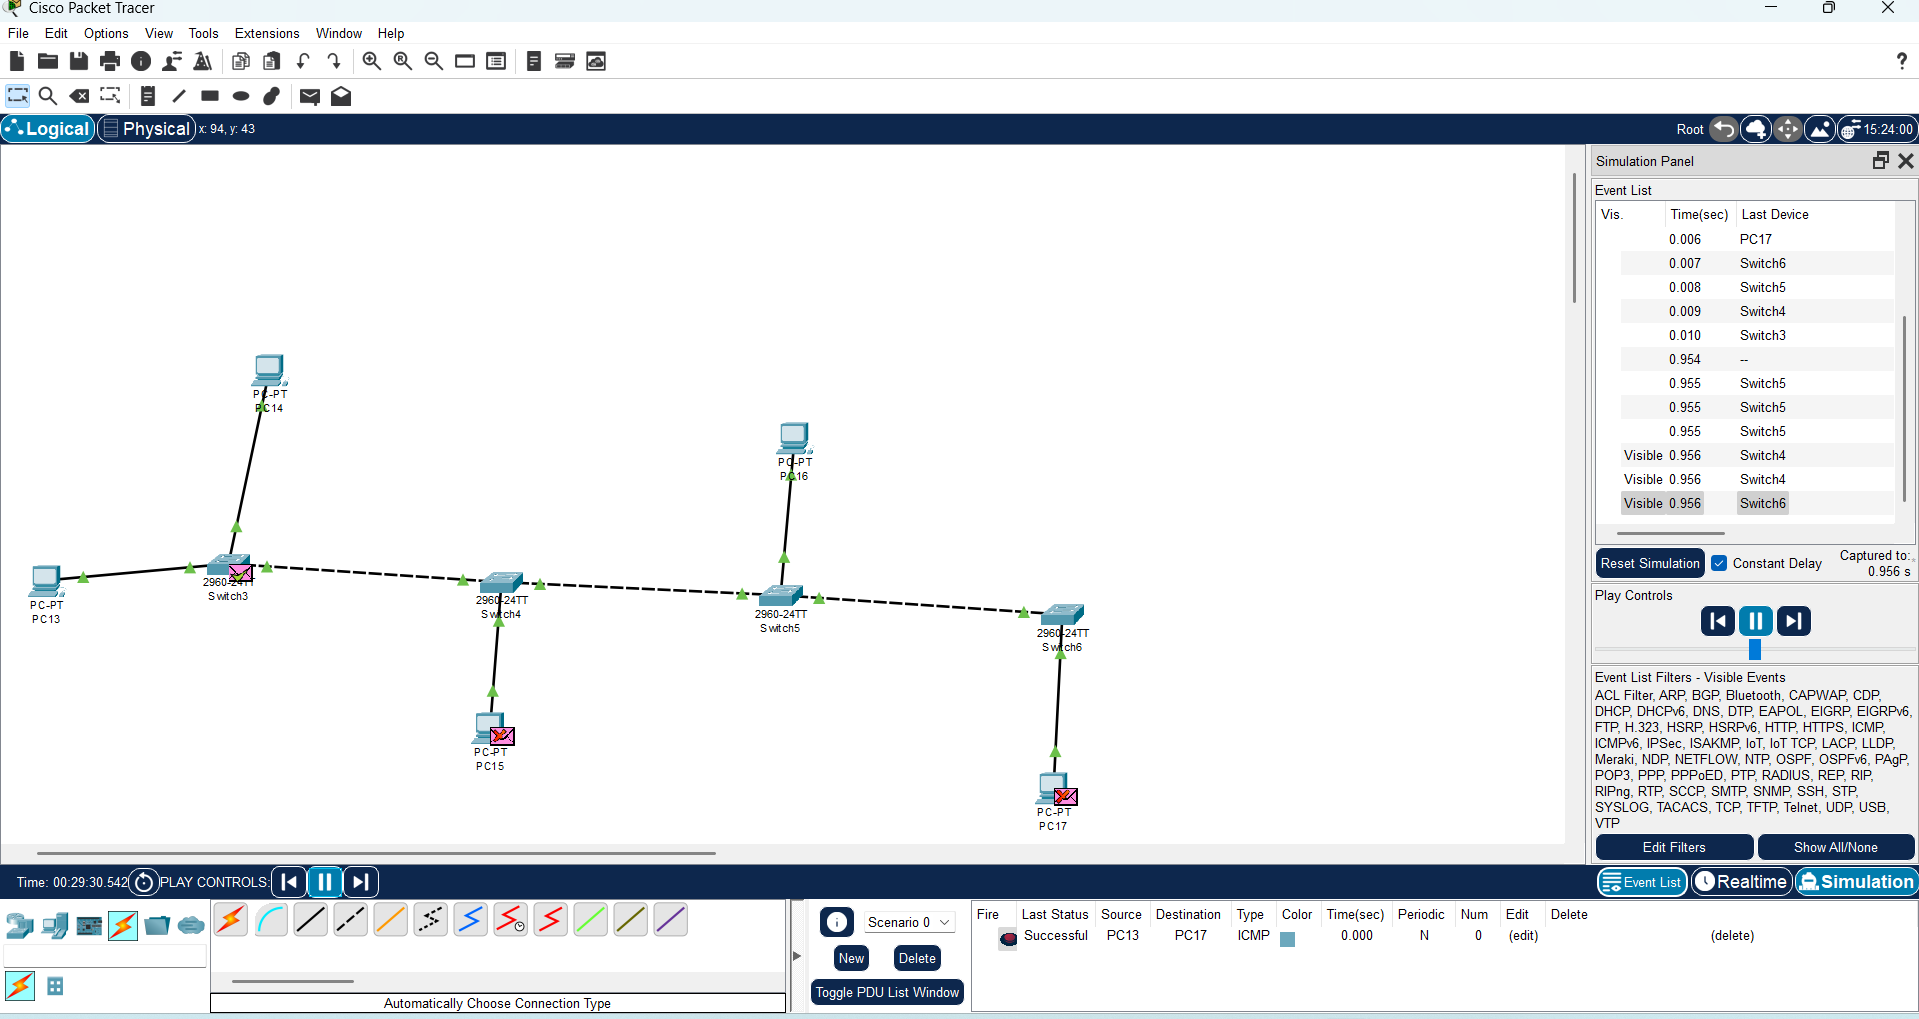 Cisco Packet Tracer
File Edit Options View Tools Extensions Window Help
?
Logical Physical x: 94, y: 43 Root 15:24:00
Simulation Panel
Event List
Vis. Time(sec) Last Device
0.006 PC17
0.007 Switch6
0.008 Switch5
0.009 Switch4
0.010 Switch3
0.954 --
0.955 Switch5
0.955 Switch5
0.955 Switch5
Visible 0.956 Switch4
Visible 0.956 Switch4
Visible 0.956 Switch6
Reset Simulation Constant Delay Captured to:
0.956 s
Play Controls
Event List Filters - Visible Events
ACL Filter, ARP, BGP, Bluetooth, CAPWAP, CDP,
DHCP, DHCPv6, DNS, DTP, EAPOL, EIGRP, EIGRPv6,
FTP, H.323, HSRP, HSRPv6, HTTP, HTTPS, ICMP,
ICMPv6, IPSec, ISAKMP, IoT, IoT TCP, LACP, LLDP,
Meraki, NDP, NETFLOW, NTP, OSPF, OSPFv6, PAgP,
POP3, PPP, PPPoED, PTP, RADIUS, REP, RIP,
RIPng, RTP, SCCP, SMTP, SNMP, SSH, STP,
SYSLOG, TACACS, TCP, TFTP, Telnet, UDP, USB,
VTP
Edit Filters Show All/None
PC-PT
PC14
PC-PT
PC16
PC-PT
PC13
2960-24TT
Switch3
2960-24TT
Switch4
2960-24TT
Switch5
2960-24TT
Switch6
PC-PT
PC15
PC-PT
PC17
Time: 00:29:30.542 PLAY CONTROLS: Event List Realtime Simulation
Automatically Choose Connection Type
Scenario 0
New Delete
Toggle PDU List Window
Fire Last Status Source Destination Type Color Time(sec) Periodic Num Edit Delete
Successful PC13 PC17 ICMP 0.000 N 0 (edit) (delete)